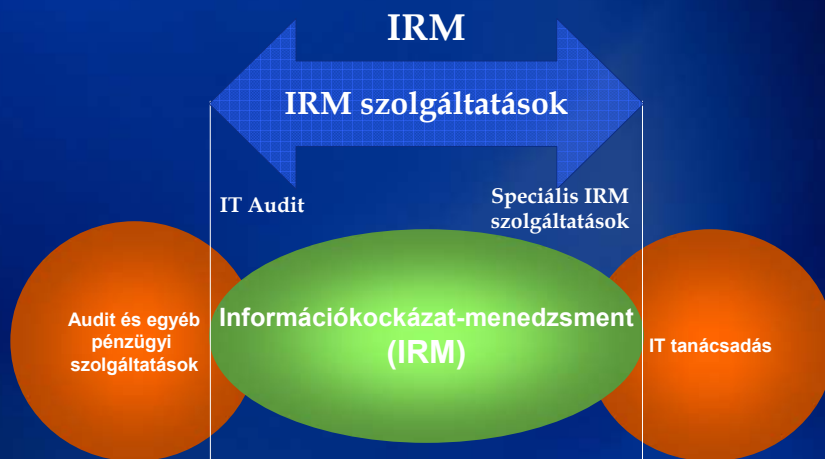 IRM
IRM szolgáltatások
IT Audit
Speciális IRM
szolgáltatások
Audit és egyéb
pénzügyi
szolgáltatások
Információkockázat-menedzsment
(IRM)
IT tanácsadás